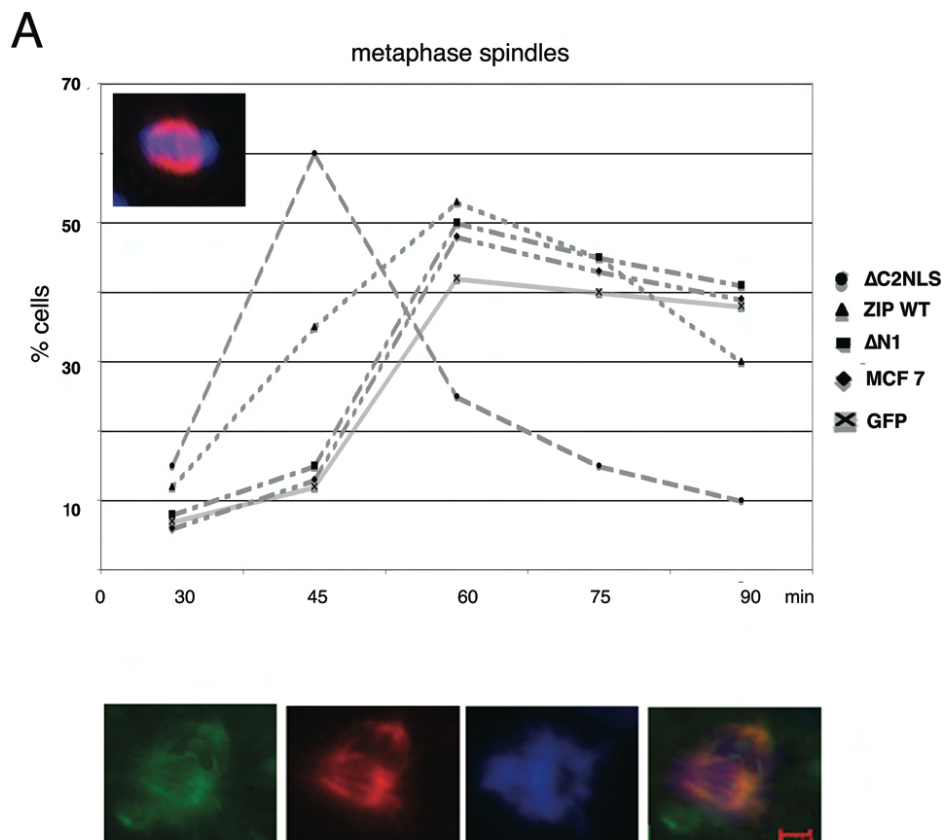 A
metaphase spindles
70
50
30
10
% cells
0 30 45 60 75 90 min
ΔC2NLS
ZIP WT
ΔN1
MCF 7
GFP